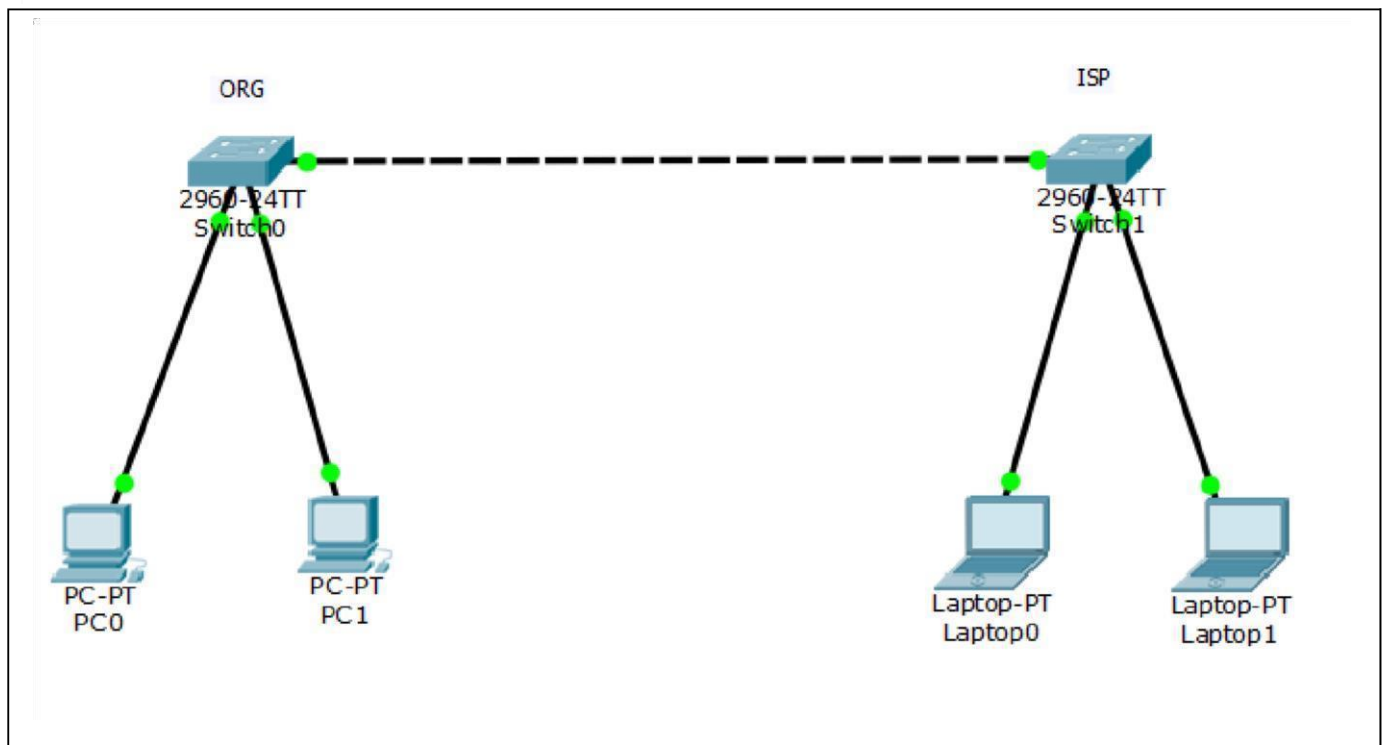 ORG
ISP
2960-24TT
Switch0
2960-24TT
Switch1
PC-PT
PC0
PC-PT
PC1
Laptop-PT
Laptop0
Laptop-PT
Laptop1